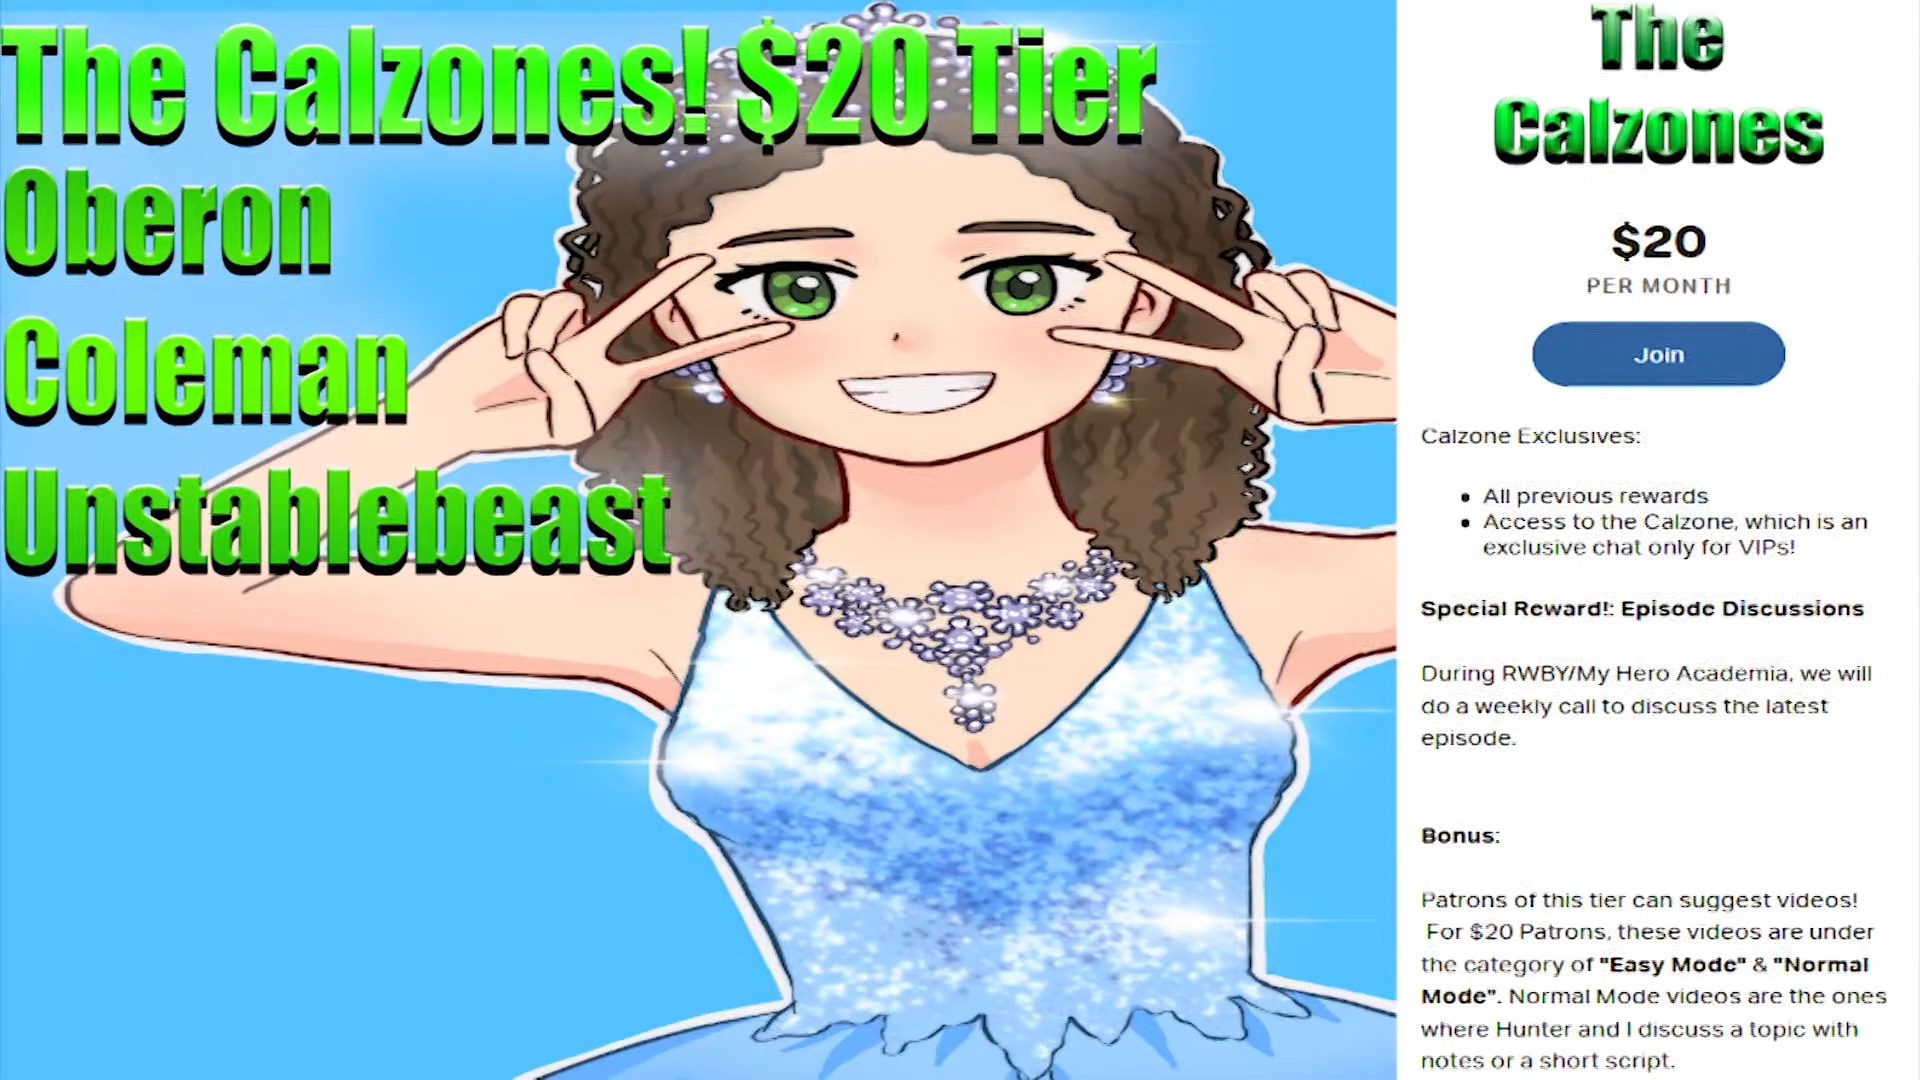 The Calzones! $20 Tier
Oberon
Coleman
Unstablebeast
The
Calzones
$20
PER MONTH
Join
Calzone Exclusives:
• All previous rewards
• Access to the Calzone, which is an
exclusive chat only for VIPs!
Special Reward!: Episode Discussions
During RWBY/My Hero Academia, we will
do a weekly call to discuss the latest
episode.
Bonus:
Patrons of this tier can suggest videos!
For $20 Patrons, these videos are under
the category of "Easy Mode" & "Normal
Mode". Normal Mode videos are the ones
where Hunter and I discuss a topic with
notes or a short script.